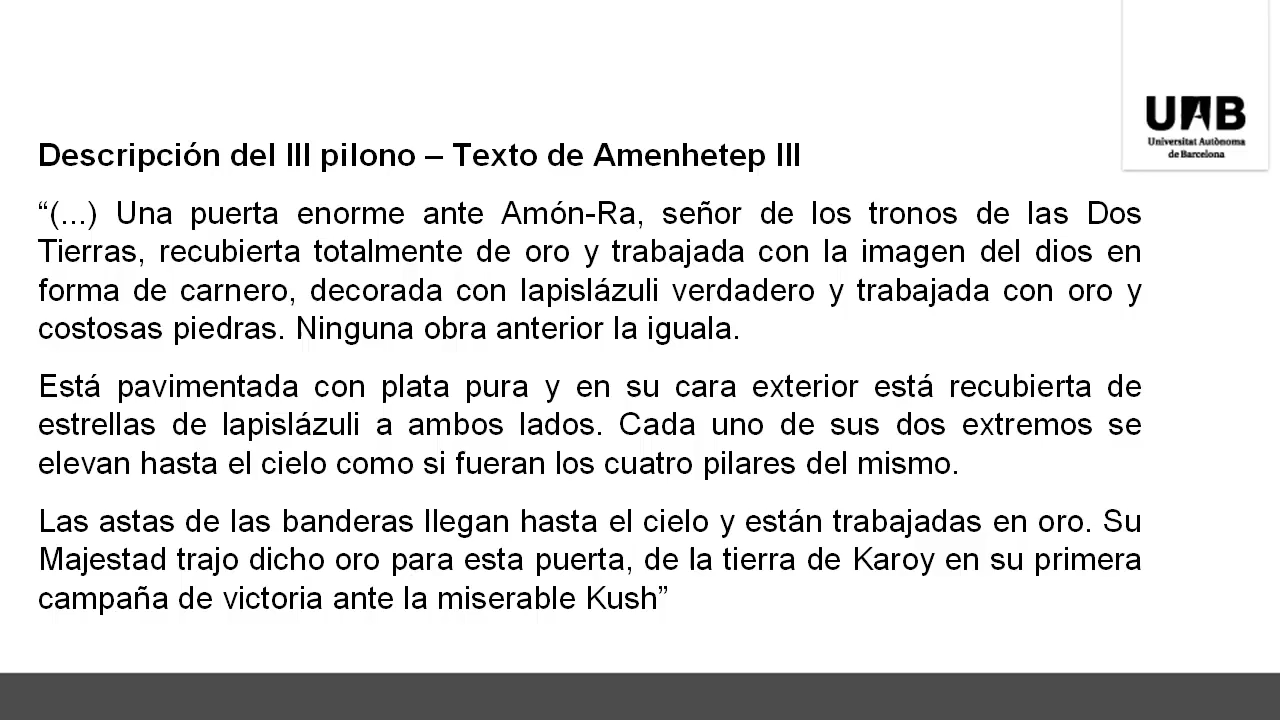 UAB
Universitat Autònoma
de Barcelona
Descripción del III pilono – Texto de Amenhetep III
“(...) Una puerta enorme ante Amón-Ra, señor de los tronos de las Dos
Tierras, recubierta totalmente de oro y trabajada con la imagen del dios en
forma de carnero, decorada con lapislázuli verdadero y trabajada con oro y
costosas piedras. Ninguna obra anterior la iguala.
Está pavimentada con plata pura y en su cara exterior está recubierta de
estrellas de lapislázuli a ambos lados. Cada uno de sus dos extremos se
elevan hasta el cielo como si fueran los cuatro pilares del mismo.
Las astas de las banderas llegan hasta el cielo y están trabajadas en oro. Su
Majestad trajo dicho oro para esta puerta, de la tierra de Karoy en su primera
campaña de victoria ante la miserable Kush”